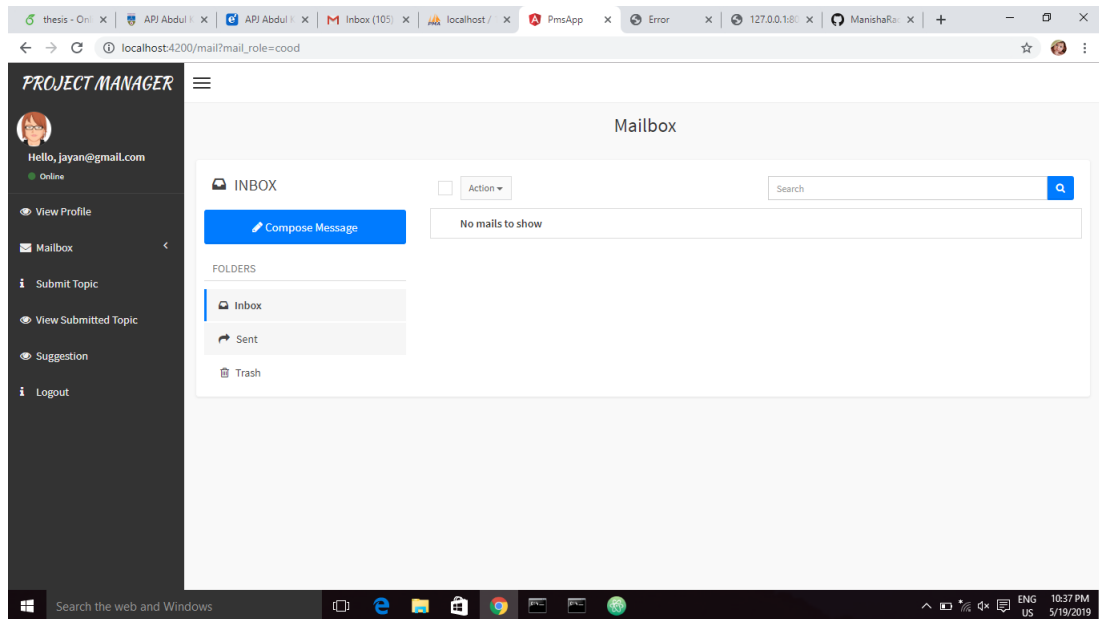 thesis - Onl
APJ Abdul K
APJ Abdul K
M Inbox (105)
localhost /
PmsApp
Error
127.0.0.1:80
ManishaRac
localhost:4200/mail?mail_role=cood
PROJECT MANAGER
Hello, jayan@gmail.com
Online
View Profile
Mailbox
Submit Topic
View Submitted Topic
Suggestion
Logout
Mailbox
INBOX
Compose Message
FOLDERS
Inbox
Sent
Trash
Action
Search
No mails to show
Search the web and Windows
ENG
US
10:37 PM
5/19/2019